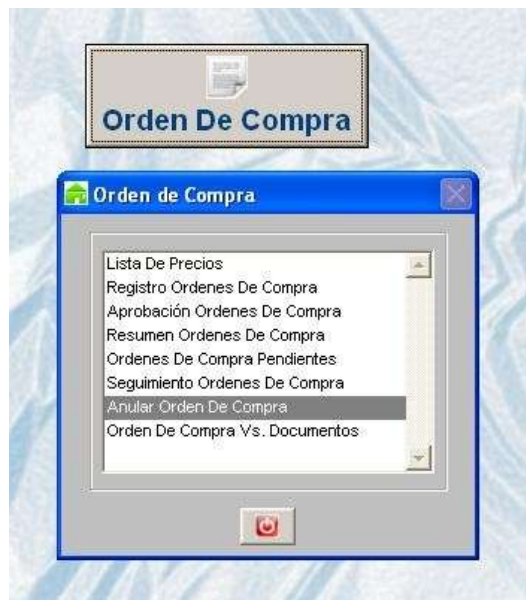 Orden De Compra
Orden de Compra
Lista De Precios
Registro Ordenes De Compra
Aprobación Ordenes De Compra
Resumen Ordenes De Compra
Ordenes De Compra Pendientes
Seguimiento Ordenes De Compra
Anular Orden De Compra
Orden De Compra Vs. Documentos